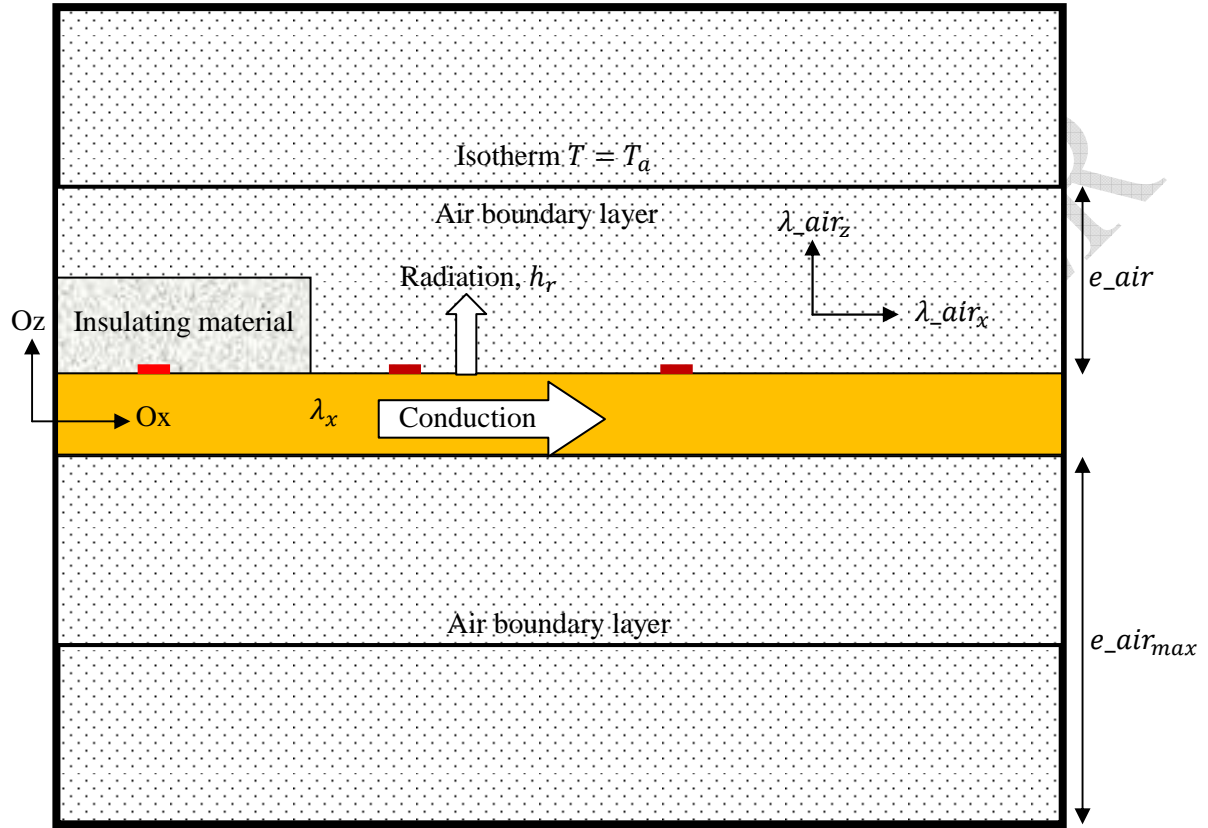 Isotherm T = Tₐ
Air boundary layer
λ_air_z
Radiation, h_r
e_air
λ_air_x
Insulating material
Oz
Ox
λ_x
Conduction
Air boundary layer
e_air_max